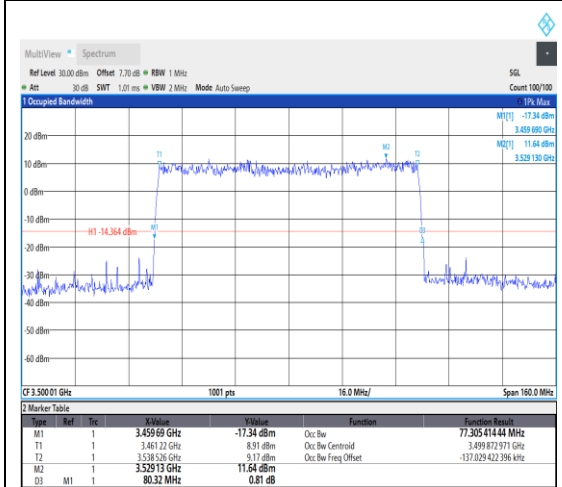 MultiView Spectrum
Ref Level 30.00 dBm Offset 7.70 dB RBW 1 MHz SGL
Att 30 dB SWT 1.01 ms VBW 2 MHz Mode Auto Sweep Count 100/100
1 Occupied Bandwidth 1Pk Max
M1[1] -17.34 dBm
3.459 690 GHz
M2[1] 11.64 dBm
3.529 130 GHz
20 dBm
T1 M2 T2
10 dBm
0 dBm
-10 dBm
H1 -14.364 dBm M1 D3
-20 dBm
-30 dBm
-40 dBm
-50 dBm
-60 dBm
CF 3.500 01 GHz 1001 pts 16.0 MHz/ Span 160.0 MHz
2 Marker Table
Type Ref Trc X-Value Y-Value Function Function Result
M1 1 3.459 69 GHz -17.34 dBm Occ Bw 77.305 414 44 MHz
T1 1 3.461 22 GHz 8.91 dBm Occ Bw Centroid 3.499 872 971 GHz
T2 1 3.538 526 GHz 9.17 dBm Occ Bw Freq Offset -137.029 422 396 kHz
M2 1 3.529 13 GHz 11.64 dBm
D3 M1 1 80.32 MHz 0.81 dB